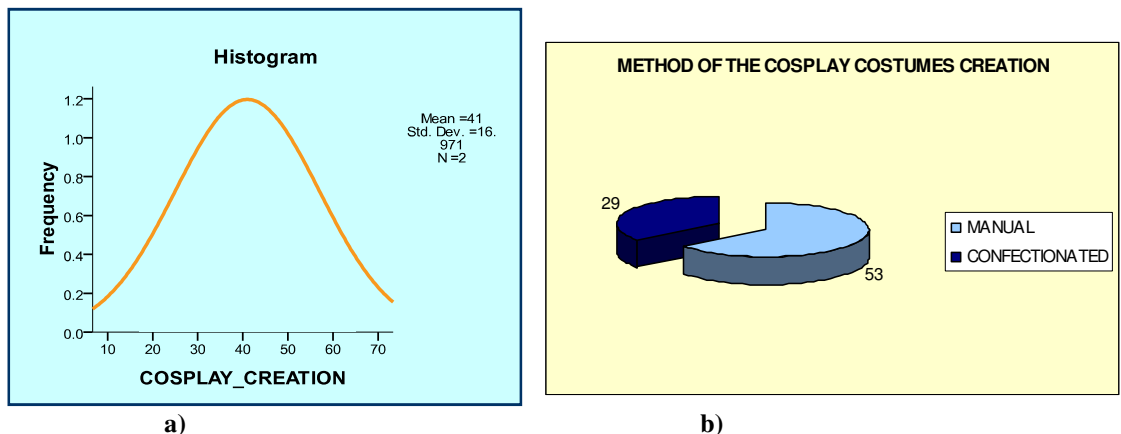 Histogram
1.2
1.0
0.8
0.6
0.4
0.2
0.0
Frequency
10 20 30 40 50 60 70
COSPLAY_CREATION
Mean =41
Std. Dev. =16.
971
N =2
a)
METHOD OF THE COSPLAY COSTUMES CREATION
29
53
MANUAL
CONFECTIONATED
b)